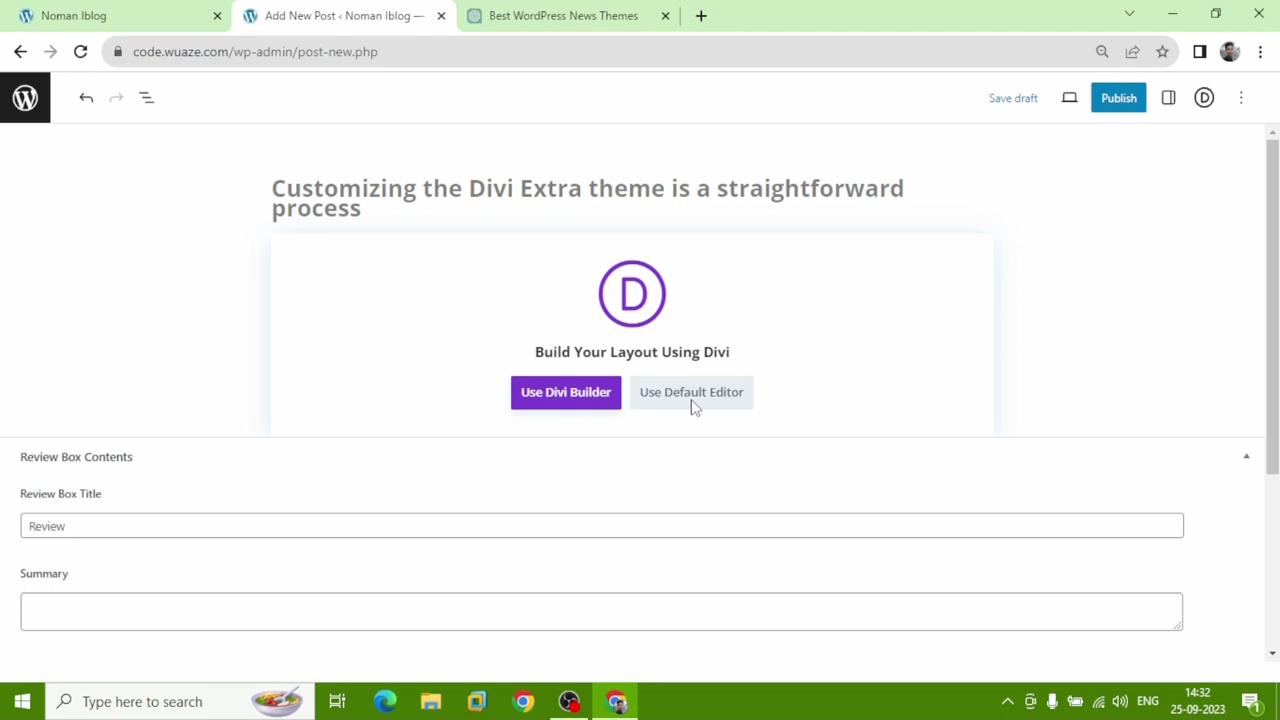 Noman Iblog
Add New Post ‹ Noman Iblog —
Best WordPress News Themes
code.wuaze.com/wp-admin/post-new.php
Save draft
Publish
D
Customizing the Divi Extra theme is a straightforward
process
D
Build Your Layout Using Divi
Use Divi Builder
Use Default Editor
Review Box Contents
Review Box Title
Review
Summary
Type here to search
ENG
14:32
25-09-2023
1